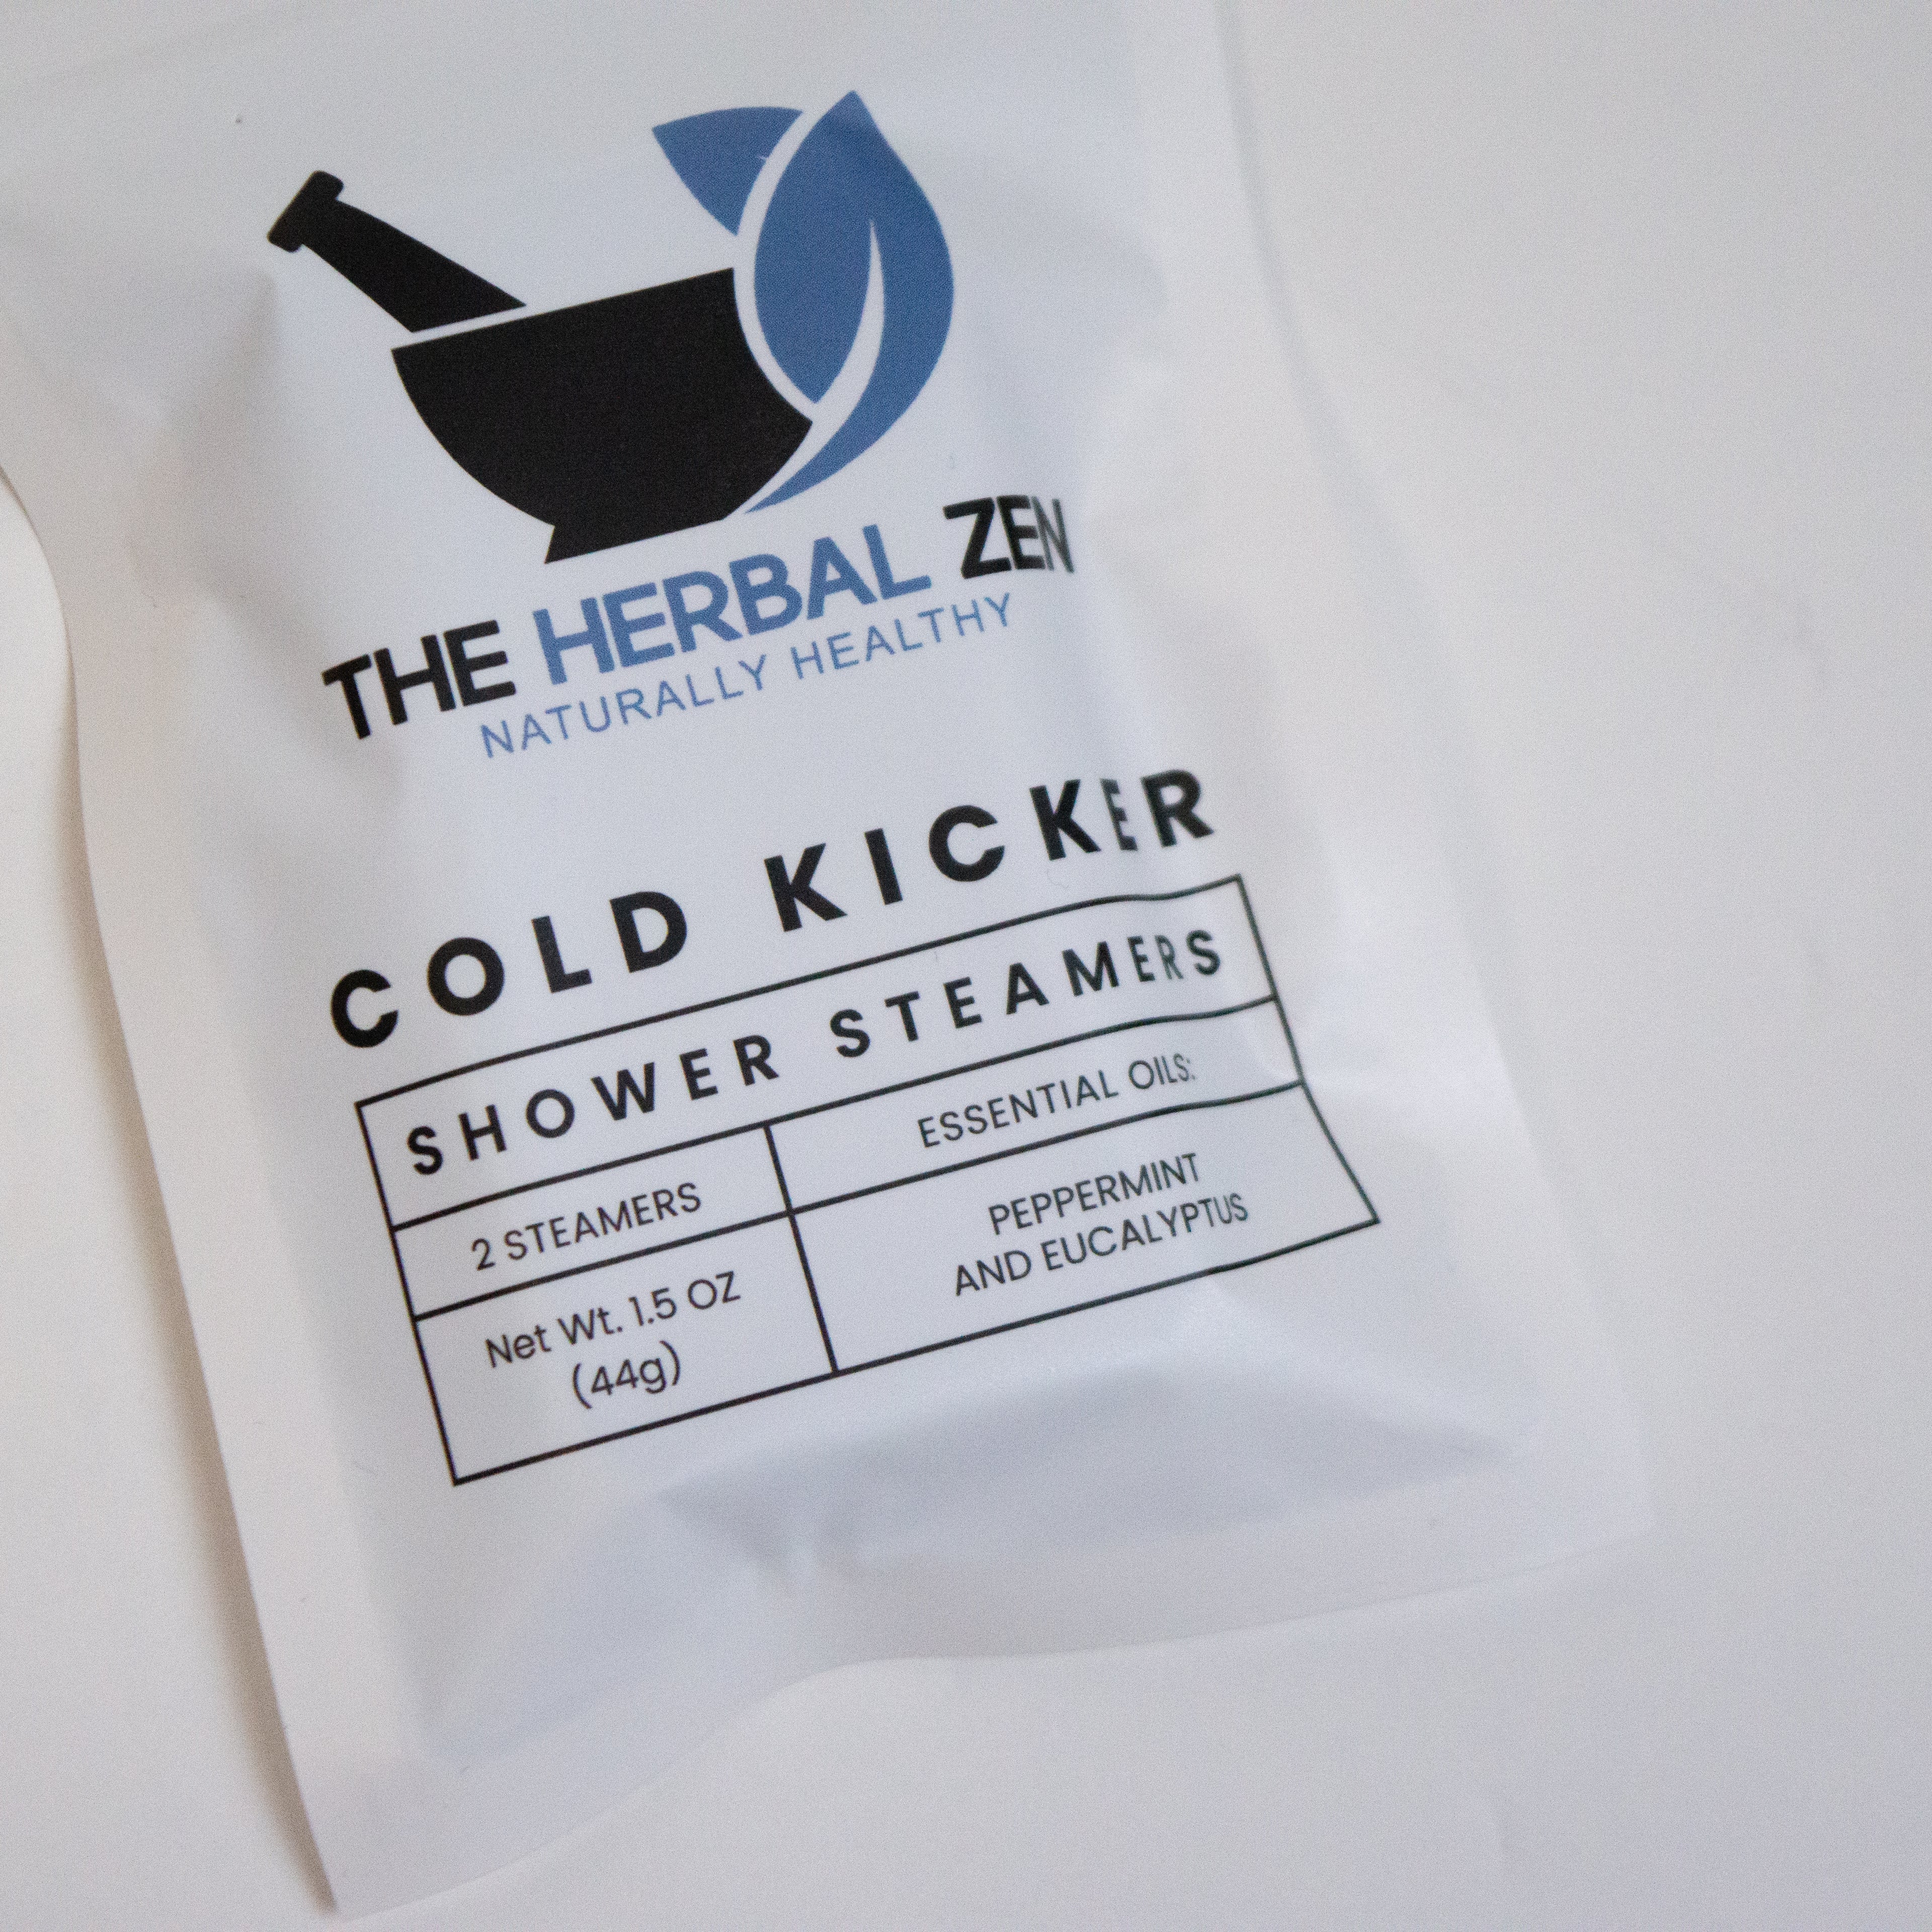 THE HERBAL ZEN
NATURALLY HEALTHY
COLD KICKER
SHOWER STEAMERS
2 STEAMERS
Net Wt. 1.5 OZ
(44g)
ESSENTIAL OILS:
PEPPERMINT
AND EUCALYPTUS